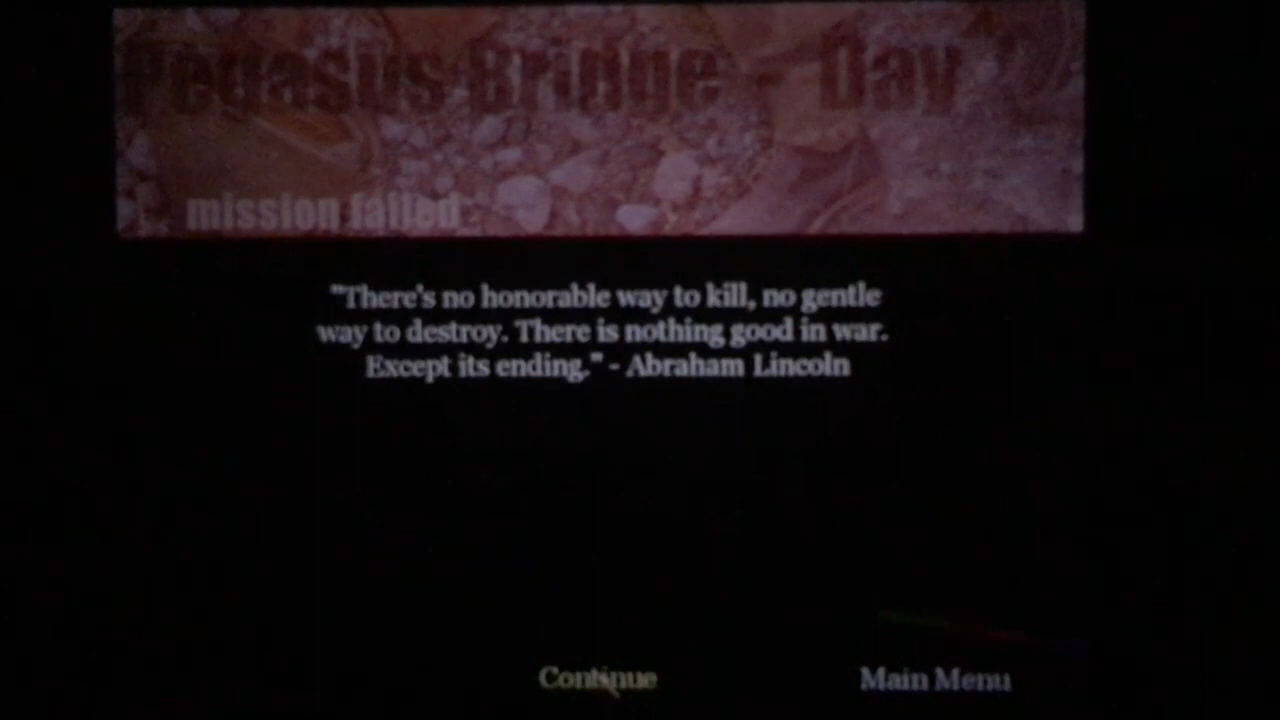 Pegasus Bridge - Day
mission failed
"There's no honorable way to kill, no gentle
way to destroy. There is nothing good in war.
Except its ending." - Abraham Lincoln
Continue
Main Menu